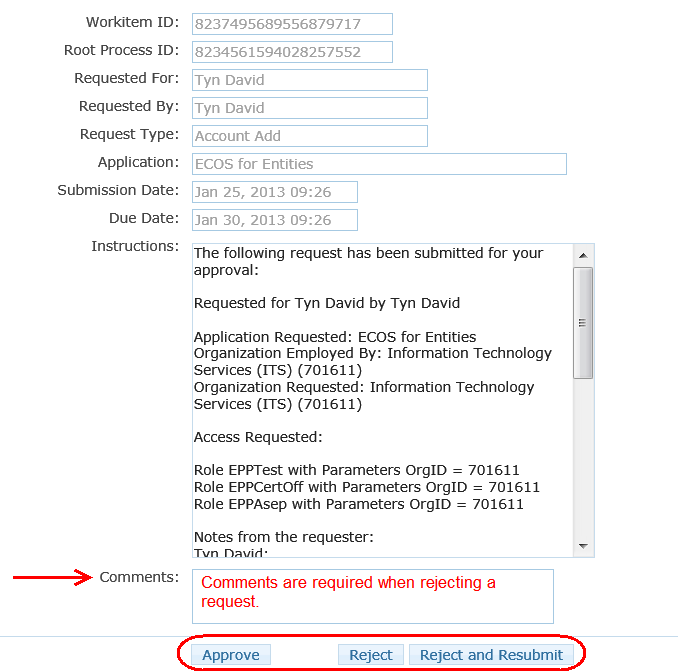 Workitem ID: 8237495689556879717
Root Process ID: 8234561594028257552
Requested For: Tyn David
Requested By: Tyn David
Request Type: Account Add
Application: ECOS for Entities
Submission Date: Jan 25, 2013 09:26
Due Date: Jan 30, 2013 09:26
Instructions: The following request has been submitted for your
approval:
Requested for Tyn David by Tyn David
Application Requested: ECOS for Entities
Organization Employed By: Information Technology
Services (ITS) (701611)
Organization Requested: Information Technology
Services (ITS) (701611)
Access Requested:
Role EPPTest with Parameters OrgID = 701611
Role EPPCertOff with Parameters OrgID = 701611
Role EPPAsep with Parameters OrgID = 701611
Notes from the requester:
Tyn David:
Comments: Comments are required when rejecting a
request.
Approve Reject Reject and Resubmit